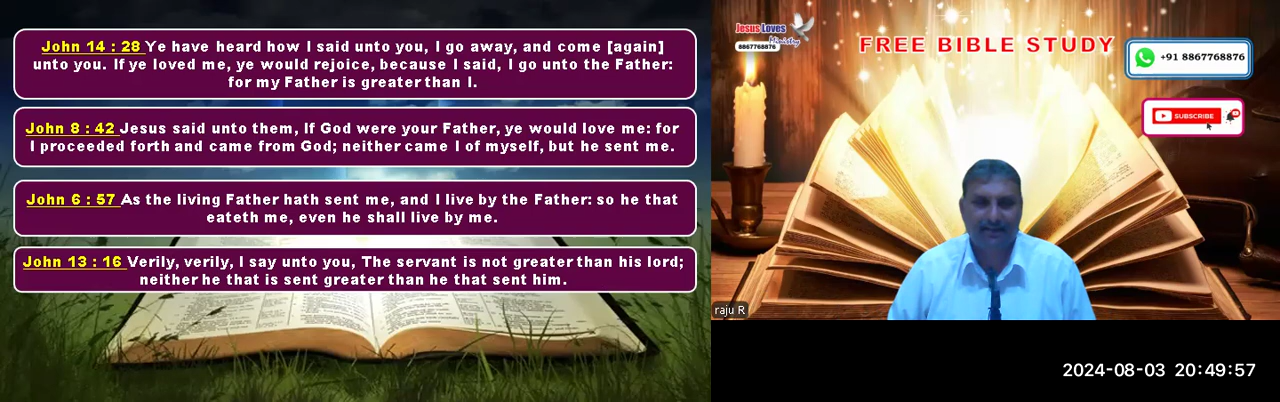 John 14 : 28 Ye have heard how I said unto you, I go away, and come [again]
unto you. If ye loved me, ye would rejoice, because I said, I go unto the Father:
for my Father is greater than I.
John 8 : 42 Jesus said unto them, If God were your Father, ye would love me: for
I proceeded forth and came from God; neither came I of myself, but he sent me.
John 6 : 57 As the living Father hath sent me, and I live by the Father: so he that
eateth me, even he shall live by me.
John 13 : 16 Verily, verily, I say unto you, The servant is not greater than his lord;
neither he that is sent greater than he that sent him.
Jesus Loves
Ministry
8867768876
FREE BIBLE STUDY
+91 8867768876
SUBSCRIBE
raju R
2024-08-03 20:49:57